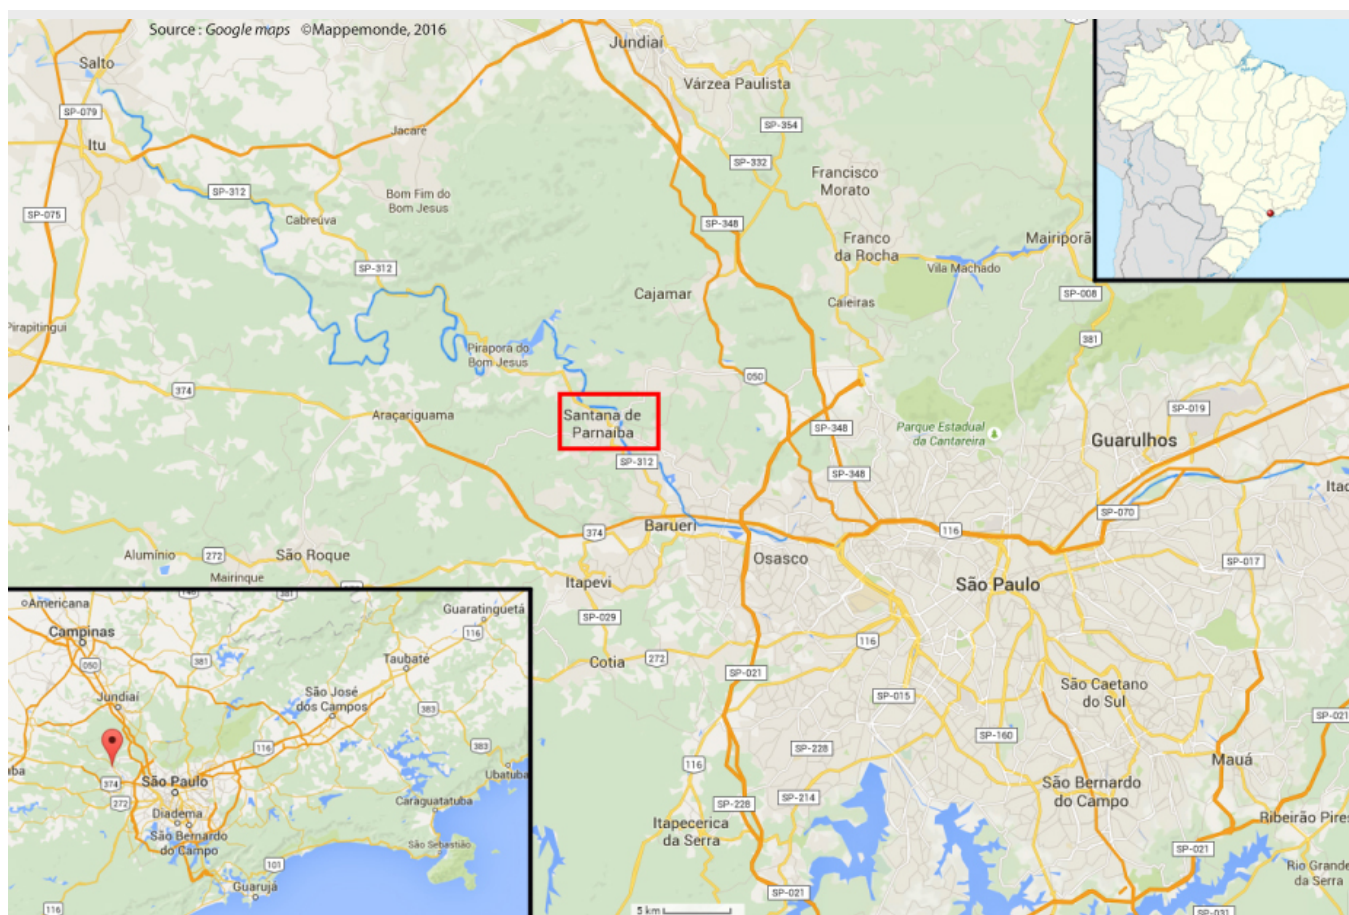 Source : Google maps ©Mappemonde, 2016
Jundiaí
Salto
Várzea Paulista
SP-079
SP-354
Jacare
Itu
SP-332
Francisco
Morato
SP-312
Bom Fim do
Bom Jesus
SP-075
Cabreúva
SP-348
Franco
da Rocha
Mairiporã
SP-312
Vila Machado
Cajamar
Caieiras
SP-008
Pirapitingui
381
Pirapora do
Bom Jesus
374
050
Araçariguama
Santana de
Parnaíba
SP-019
SP-348
Parque Estadual
da Cantareira
Guarulhos
SP-312
SP-348
Itaq
SP-070
Barueri
374
116
Alumínio
272
São Roque
Osasco
SP-017
Mairinque
Itapevi
São Paulo
SP-029
116
Cotia
272
SP-021
São Caetano
do Sul
SP-015
SP-021
SP-160
SP-228
116
Mauá
São Bernardo
do Campo
SP-228
SP-214
Itapecerica
da Serra
Ribeirão Pires
SP-021
Rio Grande
da Serra
SP-021
5 km
SP-031
Americana
381
Guaratinguetá
Campinas
116
050
381
Taubaté
Jundiaí
São José
dos Campos
383
116
383
374
São Paulo
Ubatuba
272
Diadema
Caraguatatuba
São Bernardo
do Campo
São Sebastião
101
Guarujá
116